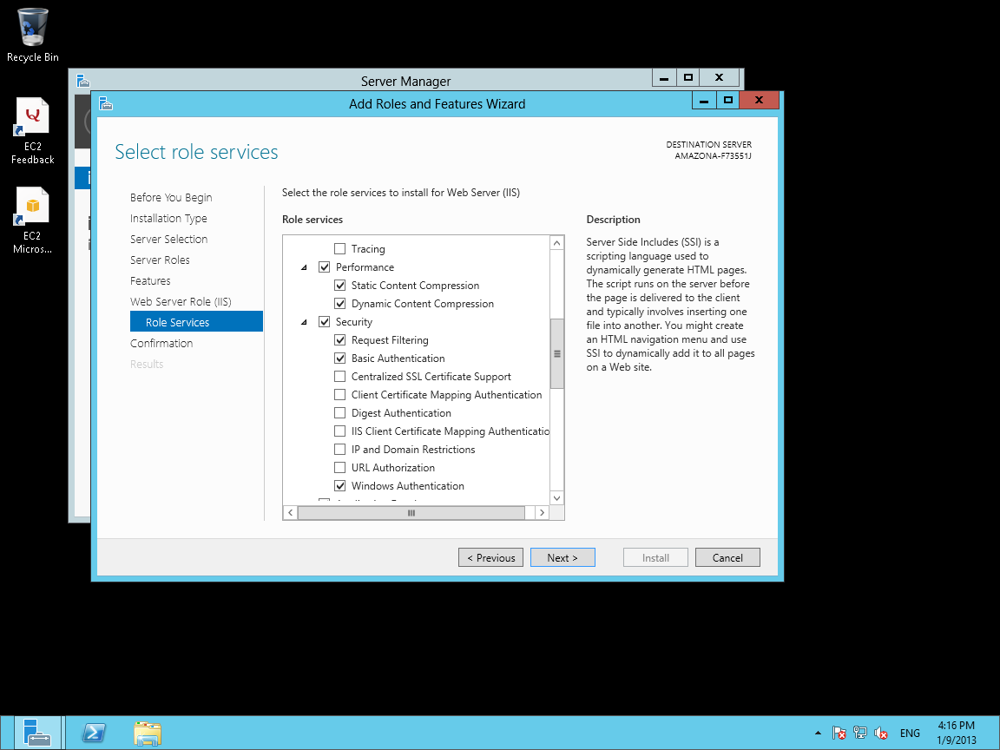 Recycle Bin
EC2
Feedback
EC2
Micros...
Server Manager
Add Roles and Features Wizard
Select role services
DESTINATION SERVER
AMAZONA-F73551J
Before You Begin
Installation Type
Server Selection
Server Roles
Features
Web Server Role (IIS)
Role Services
Confirmation
Results
Select the role services to install for Web Server (IIS)
Role services
Tracing
Performance
Static Content Compression
Dynamic Content Compression
Security
Request Filtering
Basic Authentication
Centralized SSL Certificate Support
Client Certificate Mapping Authentication
Digest Authentication
IIS Client Certificate Mapping Authenticatio
IP and Domain Restrictions
URL Authorization
Windows Authentication
Description
Server Side Includes (SSI) is a
scripting language used to
dynamically generate HTML pages.
The script runs on the server before
the page is delivered to the client
and typically involves inserting one
file into another. You might create
an HTML navigation menu and use
SSI to dynamically add it to all pages
on a Web site.
< Previous
Next >
Install
Cancel
ENG
4:16 PM
1/9/2013